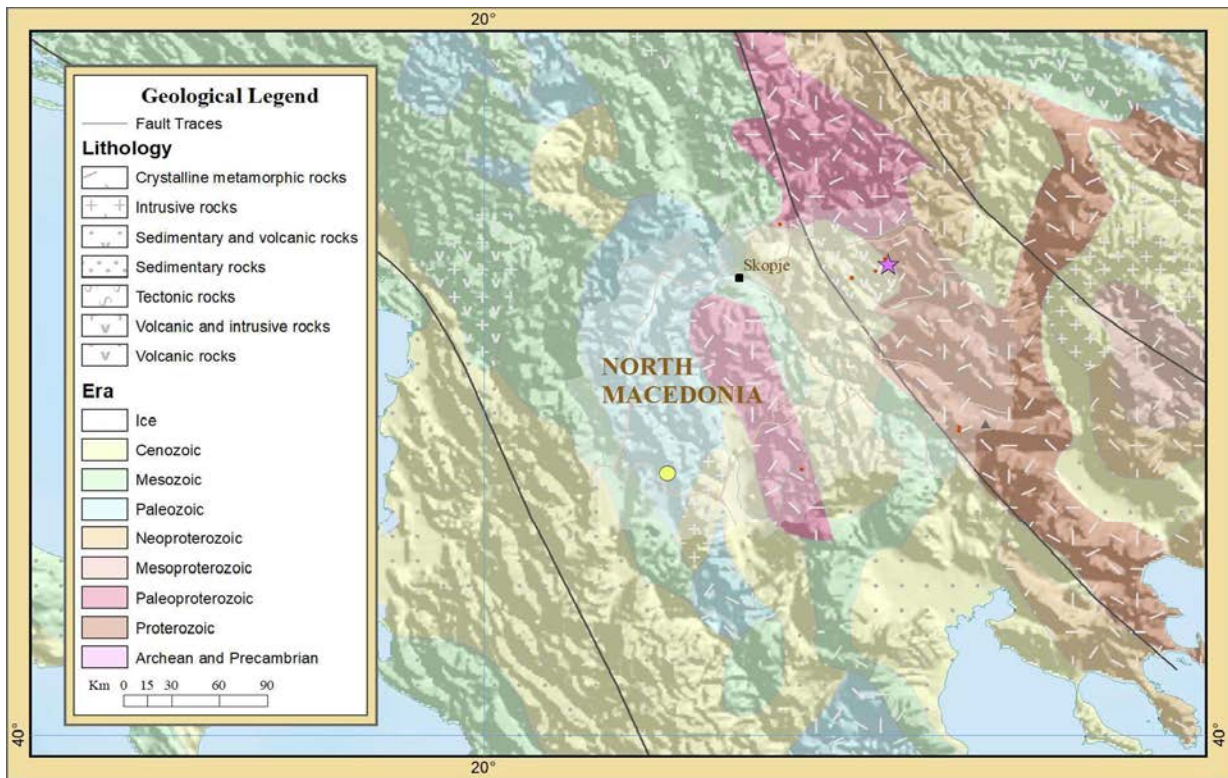 20°
Geological Legend
Fault Traces
Lithology
Crystalline metamorphic rocks
Intrusive rocks
Sedimentary and volcanic rocks
Sedimentary rocks
Tectonic rocks
Volcanic and intrusive rocks
Volcanic rocks
Era
Ice
Cenozoic
Mesozoic
Paleozoic
Neoproterozoic
Mesoproterozoic
Paleoproterozoic
Proterozoic
Archean and Precambrian
Km 0 15 30 60 90
Skopje
NORTH
MACEDONIA
40°
40°
20°